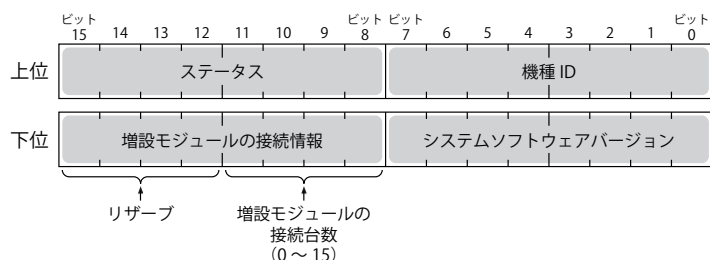 ビット ビット ビット ビット
15 14 13 12 11 10 9 8 7 6 5 4 3 2 1 0
上位 ステータス 機種 ID
下位 増設モジュールの接続情報 システムソフトウェアバージョン
リザーブ 増設モジュールの
接続台数
（0 ～ 15）